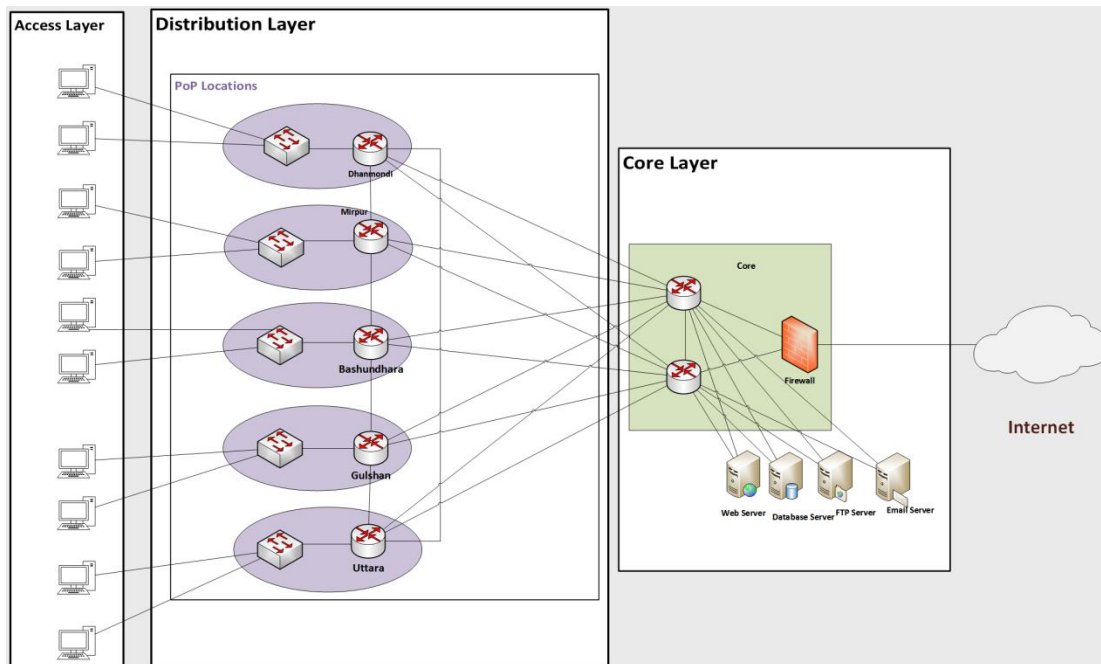 Access Layer
Distribution Layer
PoP Locations
Dhanmondi
Mirpur
Bashundhara
Gulshan
Uttara
Core Layer
Core
Firewall
Web Server
Database Server
FTP Server
Email Server
Internet